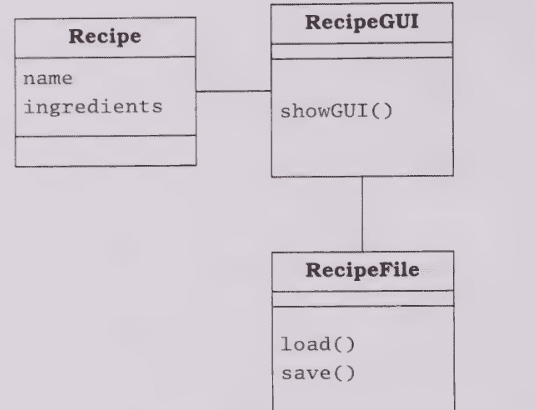 Recipe
name
ingredients
RecipeGUI
showGUI()
RecipeFile
load()
save()